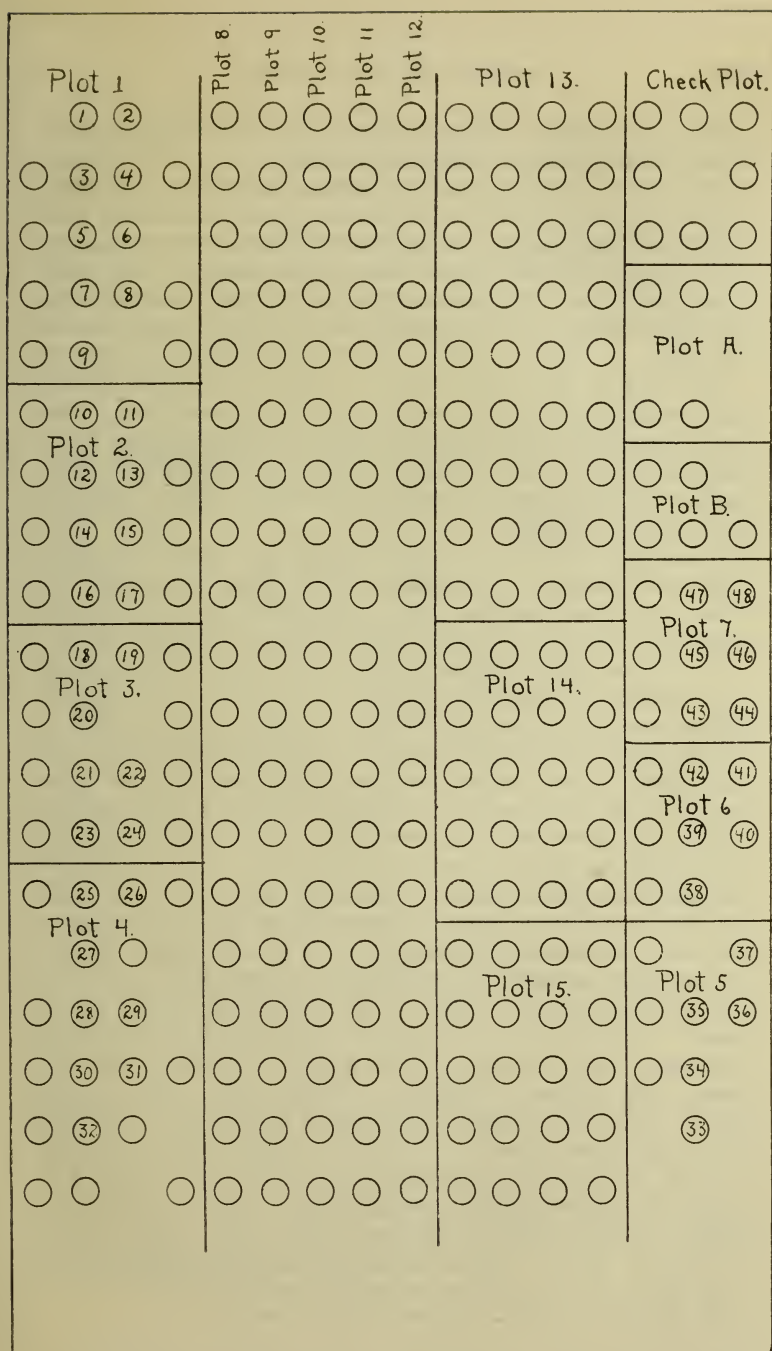 Plot 8.
Plot 9
Plot 10.
Plot 11
Plot 12.
Plot 1
Plot 13.
Check Plot.
1 2
3 4
5 6
7 8
9
Plot A.
10 11
Plot 2.
12 13
Plot B.
14 15
16 17
47 48
Plot 7.
18 19
45 46
Plot 3.
Plot 14.
20
43 44
21 22
42 41
Plot 6
23 24
39 40
25 26
38
Plot 4.
27
37
Plot 15.
Plot 5
28 29
35 36
30 31
34
32
33